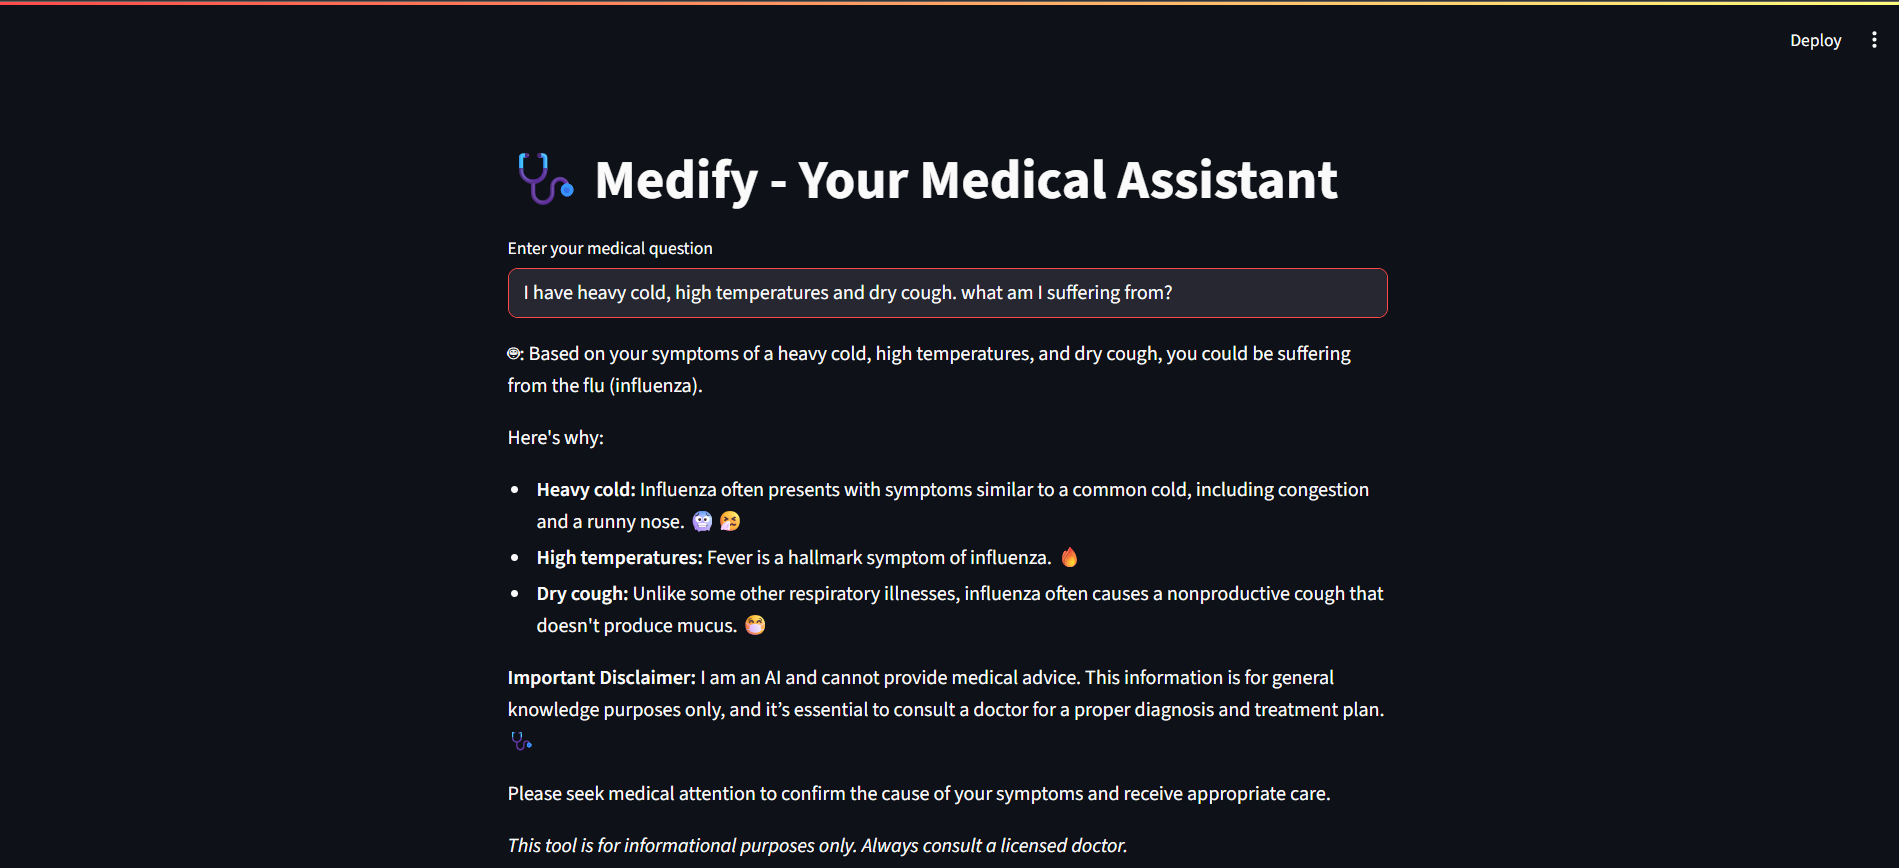 Deploy
Medify - Your Medical Assistant
Enter your medical question
I have heavy cold, high temperatures and dry cough. what am I suffering from?
: Based on your symptoms of a heavy cold, high temperatures, and dry cough, you could be suffering
from the flu (influenza).
Here's why:
• Heavy cold: Influenza often presents with symptoms similar to a common cold, including congestion
and a runny nose. 🥶 🤧
• High temperatures: Fever is a hallmark symptom of influenza. 🔥
• Dry cough: Unlike some other respiratory illnesses, influenza often causes a nonproductive cough that
doesn't produce mucus. 😷
Important Disclaimer: I am an AI and cannot provide medical advice. This information is for general
knowledge purposes only, and it’s essential to consult a doctor for a proper diagnosis and treatment plan.
🩺
Please seek medical attention to confirm the cause of your symptoms and receive appropriate care.
This tool is for informational purposes only. Always consult a licensed doctor.